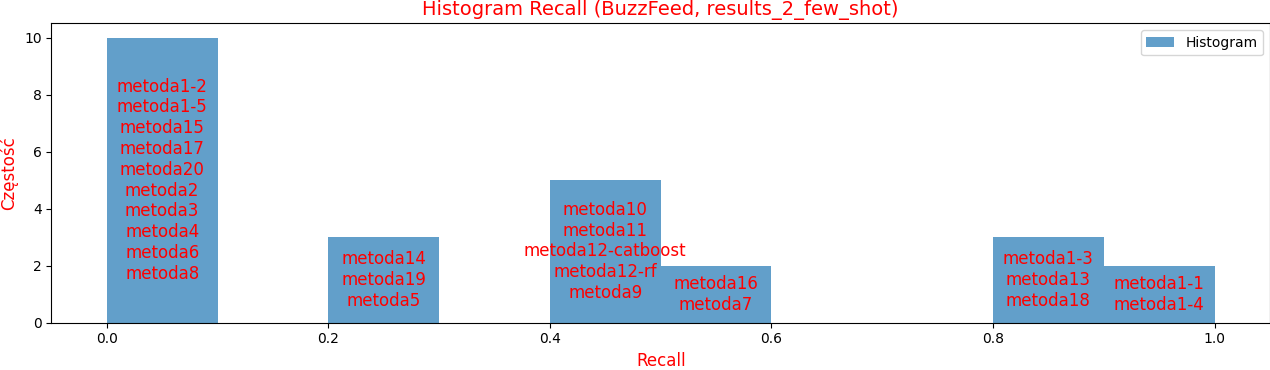 Histogram Recall (BuzzFeed, results_2_few_shot)
Histogram
Częstość
10
8
6
4
2
0
metoda1-2
metoda1-5
metoda15
metoda17
metoda20
metoda2
metoda3
metoda4
metoda6
metoda8
metoda14
metoda19
metoda5
metoda10
metoda11
metoda12-catboost
metoda12-rf
metoda9
metoda16
metoda7
metoda1-3
metoda13
metoda18
metoda1-1
metoda1-4
0.0 0.2 0.4 0.6 0.8 1.0
Recall